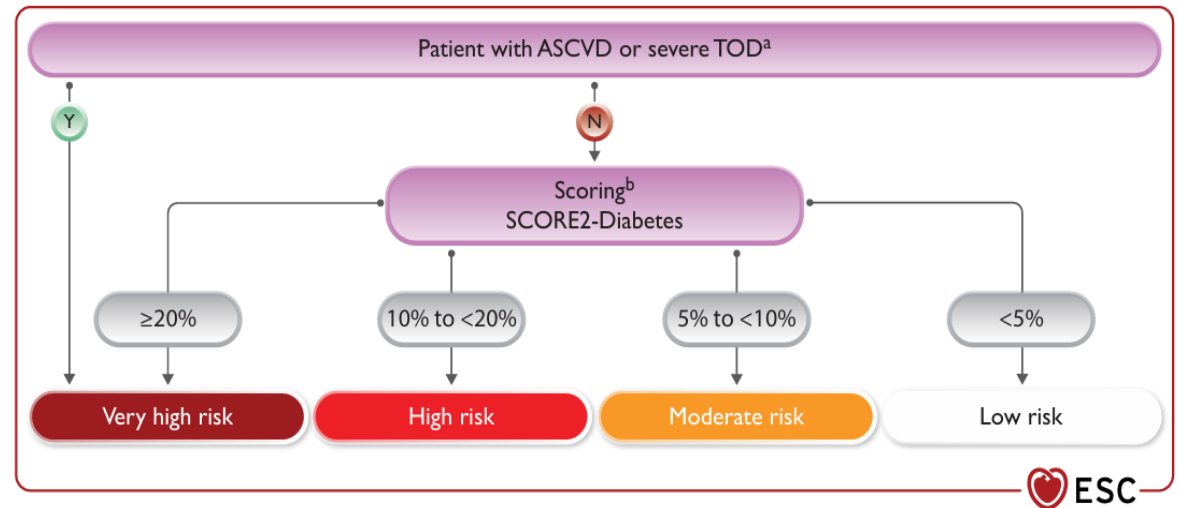 Patient with ASCVD or severe TODᵃ
Y
N
Scoringᵇ
SCORE2-Diabetes
≥20%
10% to <20%
5% to <10%
<5%
Very high risk
High risk
Moderate risk
Low risk
ESC